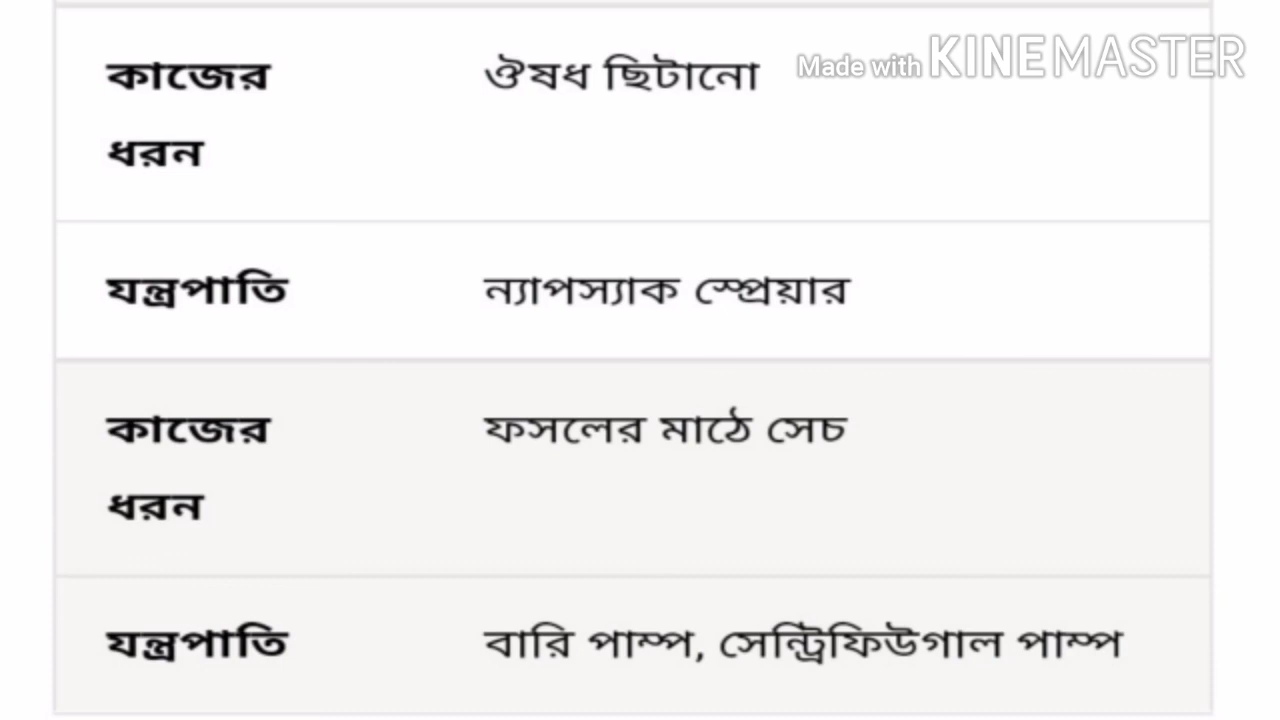 কাজের ঔষধ ছিটানো Made with KINEMASTER
ধরন
যন্ত্রপাতি ন্যাপস্যাক স্প্রেয়ার
কাজের ফসলের মাঠে সেচ
ধরন
যন্ত্রপাতি বারি পাম্প, সেন্ট্রিফিউগাল পাম্প